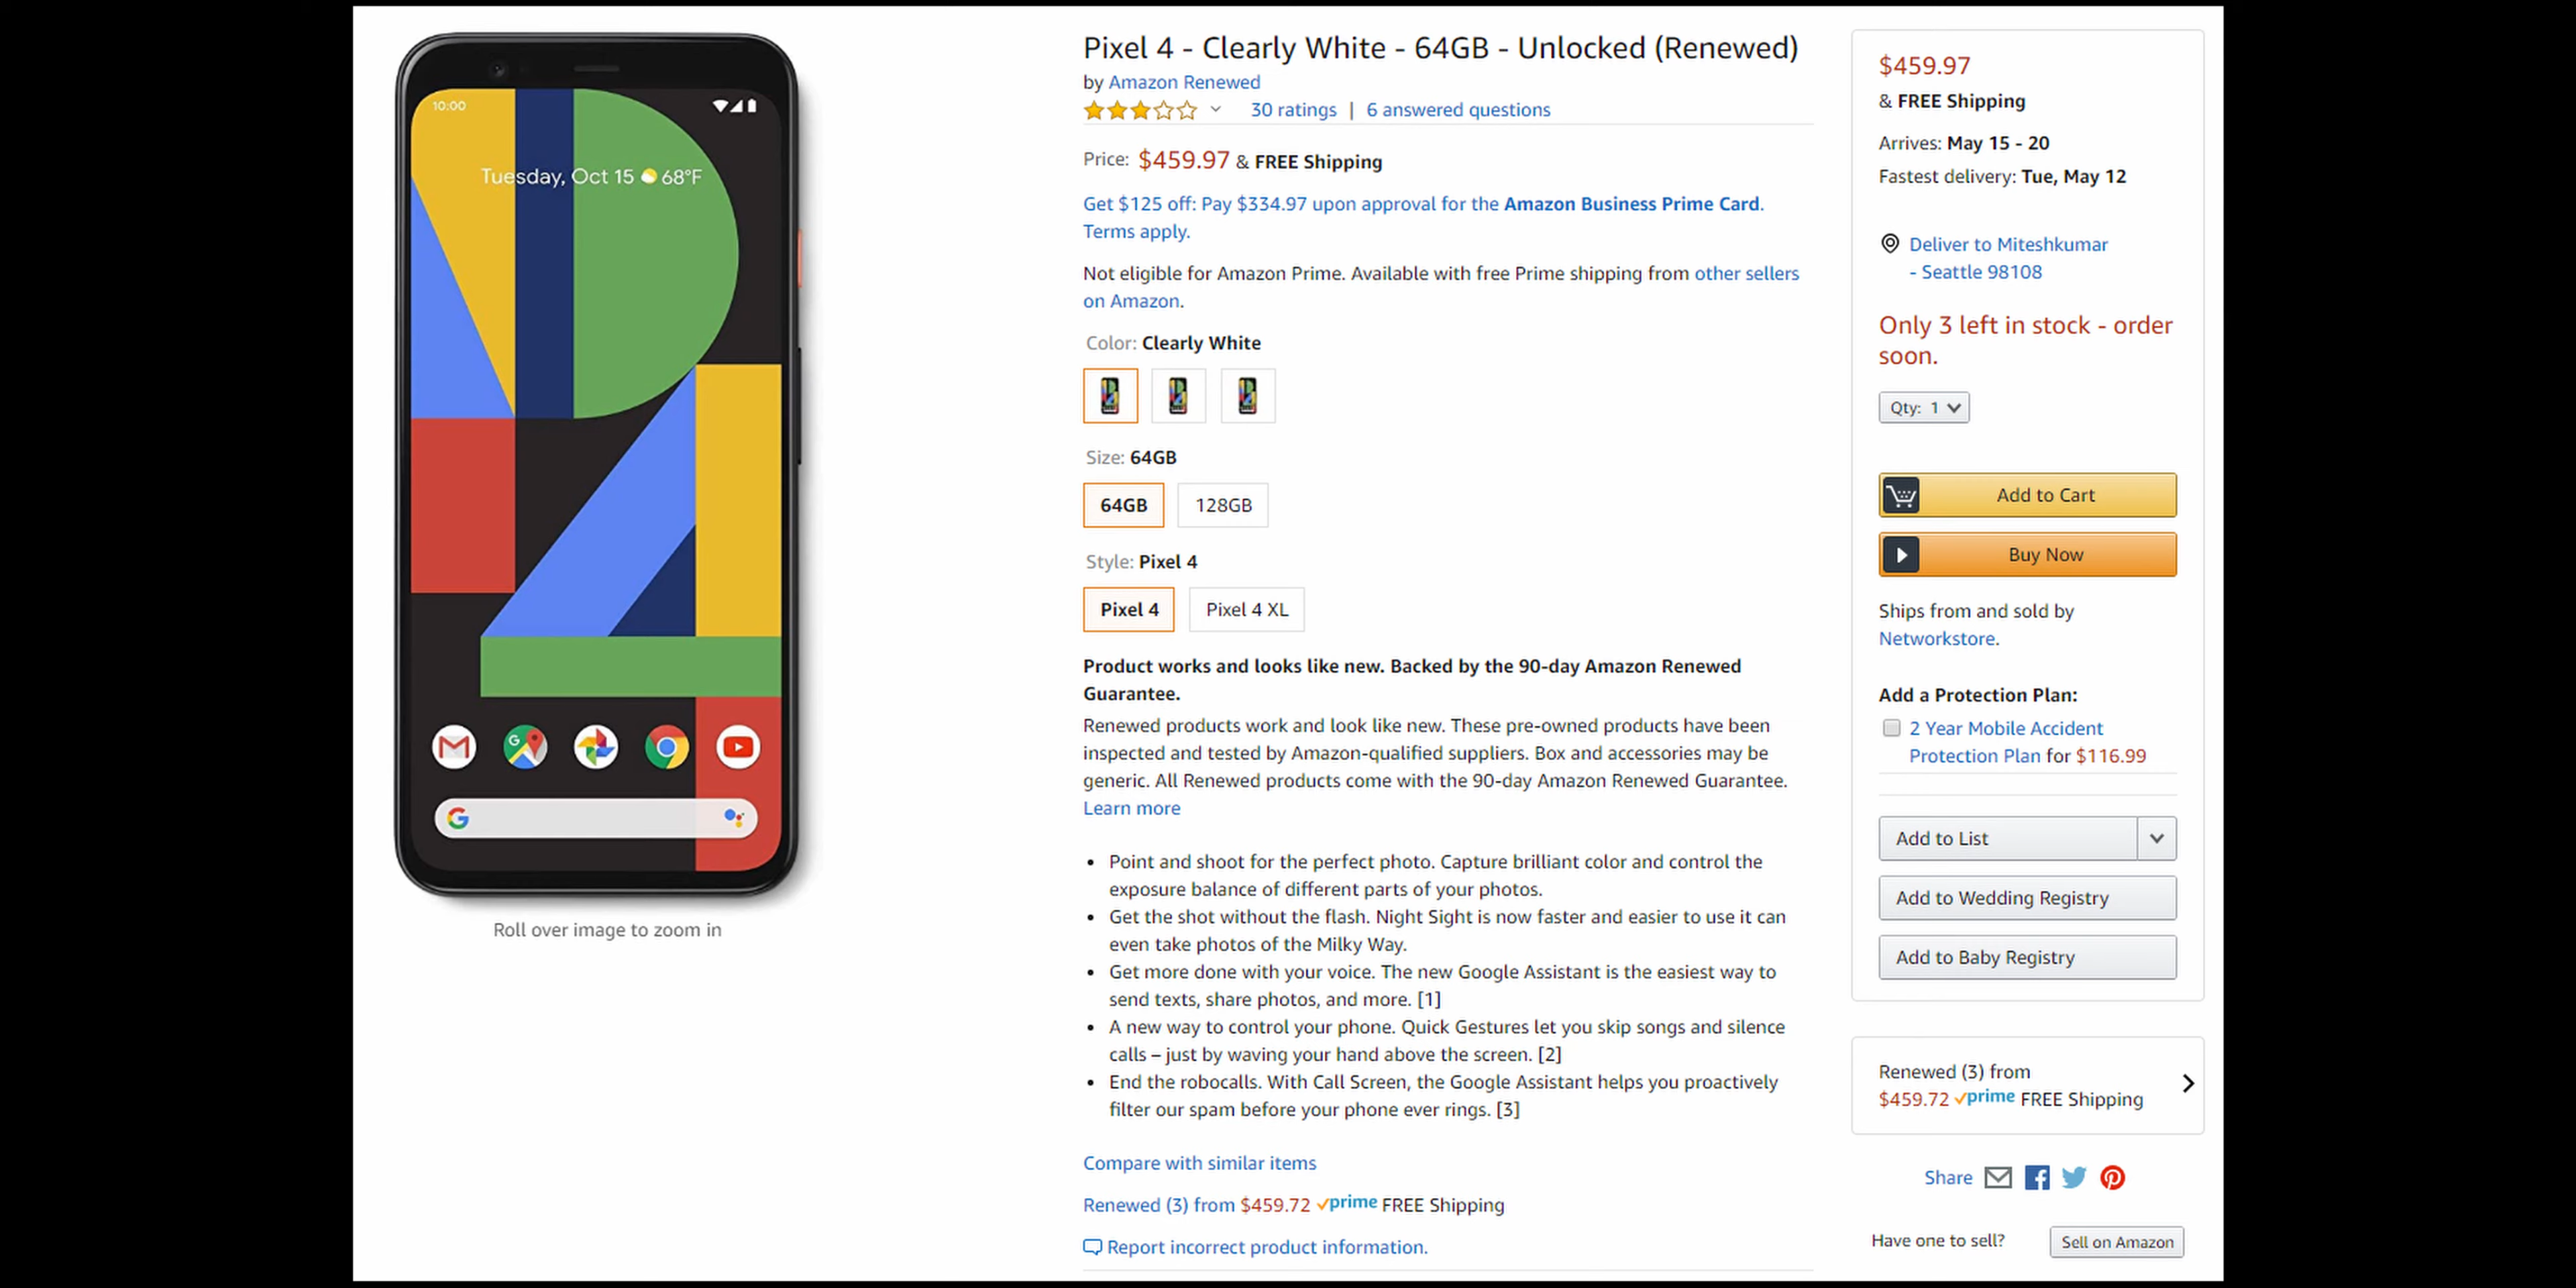 10:00
Tuesday, Oct 15 68°F
Roll over image to zoom in
Pixel 4 - Clearly White - 64GB - Unlocked (Renewed)
by Amazon Renewed
30 ratings | 6 answered questions
Price: $459.97 & FREE Shipping
Get $125 off: Pay $334.97 upon approval for the Amazon Business Prime Card.
Terms apply.
Not eligible for Amazon Prime. Available with free Prime shipping from other sellers
on Amazon.
Color: Clearly White
Size: 64GB
64GB 128GB
Style: Pixel 4
Pixel 4 Pixel 4 XL
Product works and looks like new. Backed by the 90-day Amazon Renewed
Guarantee.
Renewed products work and look like new. These pre-owned products have been
inspected and tested by Amazon-qualified suppliers. Box and accessories may be
generic. All Renewed products come with the 90-day Amazon Renewed Guarantee.
Learn more
• Point and shoot for the perfect photo. Capture brilliant color and control the
exposure balance of different parts of your photos.
• Get the shot without the flash. Night Sight is now faster and easier to use it can
even take photos of the Milky Way.
• Get more done with your voice. The new Google Assistant is the easiest way to
send texts, share photos, and more. [1]
• A new way to control your phone. Quick Gestures let you skip songs and silence
calls – just by waving your hand above the screen. [2]
• End the robocalls. With Call Screen, the Google Assistant helps you proactively
filter our spam before your phone ever rings. [3]
Compare with similar items
Renewed (3) from $459.72 prime FREE Shipping
Report incorrect product information.
$459.97
& FREE Shipping
Arrives: May 15 - 20
Fastest delivery: Tue, May 12
Deliver to Miteshkumar
- Seattle 98108
Only 3 left in stock - order
soon.
Qty: 1
Add to Cart
Buy Now
Ships from and sold by
Networkstore.
Add a Protection Plan:
2 Year Mobile Accident
Protection Plan for $116.99
Add to List
Add to Wedding Registry
Add to Baby Registry
Renewed (3) from
$459.72 prime FREE Shipping
Share
Have one to sell? Sell on Amazon